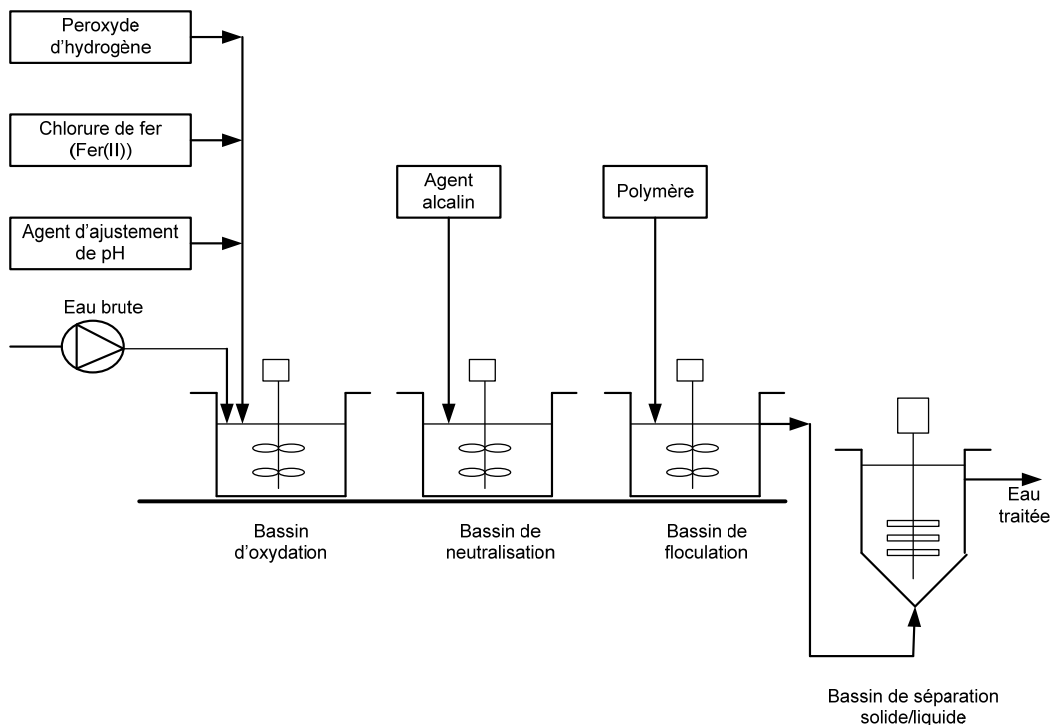 Peroxyde
d’hydrogène
Chlorure de fer
(Fer(II))
Agent d’ajustement
de pH
Eau brute
Agent
alcalin
Polymère
Bassin
d’oxydation
Bassin de
neutralisation
Bassin de
floculation
Eau
traitée
Bassin de séparation
solide/liquide